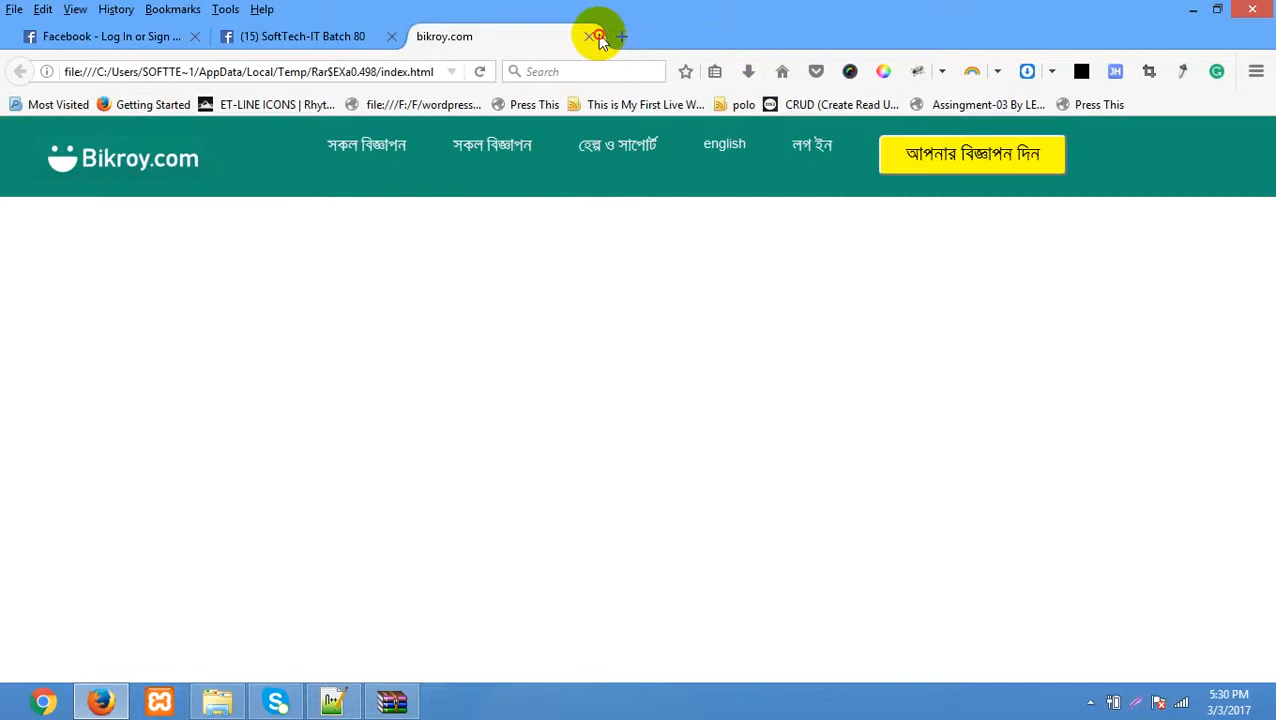 File Edit View History Bookmarks Tools Help
Facebook - Log In or Sign ... (15) SoftTech-IT Batch 80 bikroy.com
file:///C:/Users/SOFTTE~1/AppData/Local/Temp/Rar$EXa0.498/index.html Search
Most Visited Getting Started ET-LINE ICONS | Rhyt... file:///F:/F/wordpress... Press This This is My First Live W... polo CRUD (Create Read U... Assingment-03 By LE... Press This
Bikroy.com সকল বিজ্ঞাপন সকল বিজ্ঞাপন হেল্প ও সাপোর্ট english লগ ইন আপনার বিজ্ঞাপন দিন
5:30 PM
3/3/2017